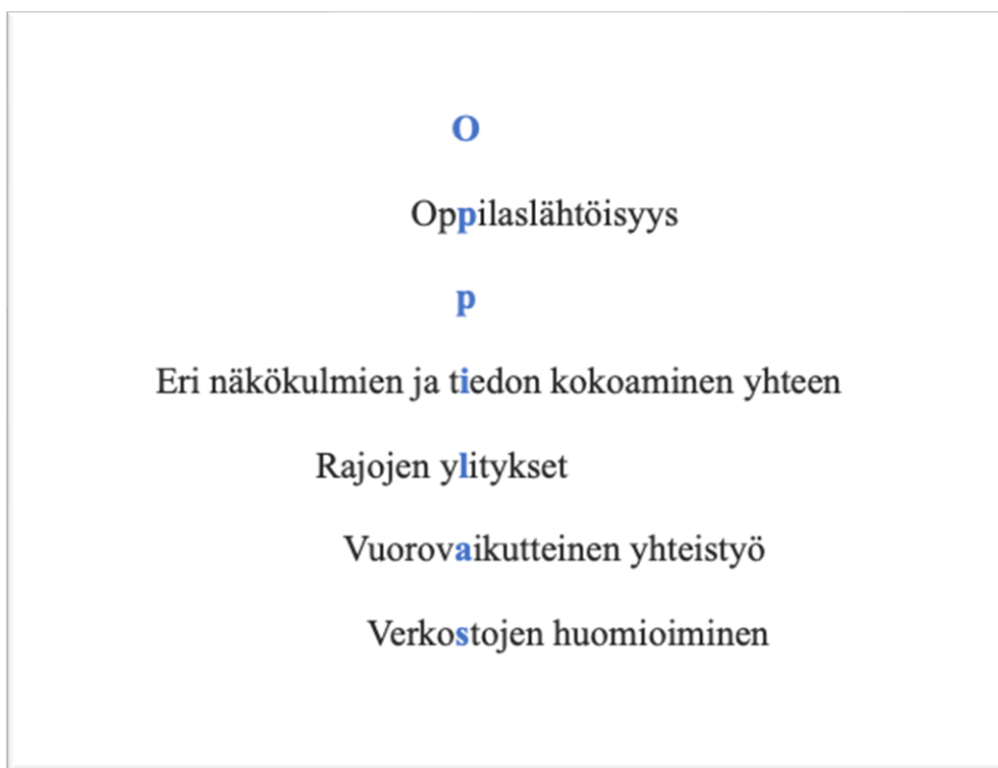 O
Oppilaslähtöisyys
p
Eri näkökulmien ja tiedon kokoaminen yhteen
Rajojen ylitykset
Vuorovaikutteinen yhteistyö
Verkostojen huomioiminen